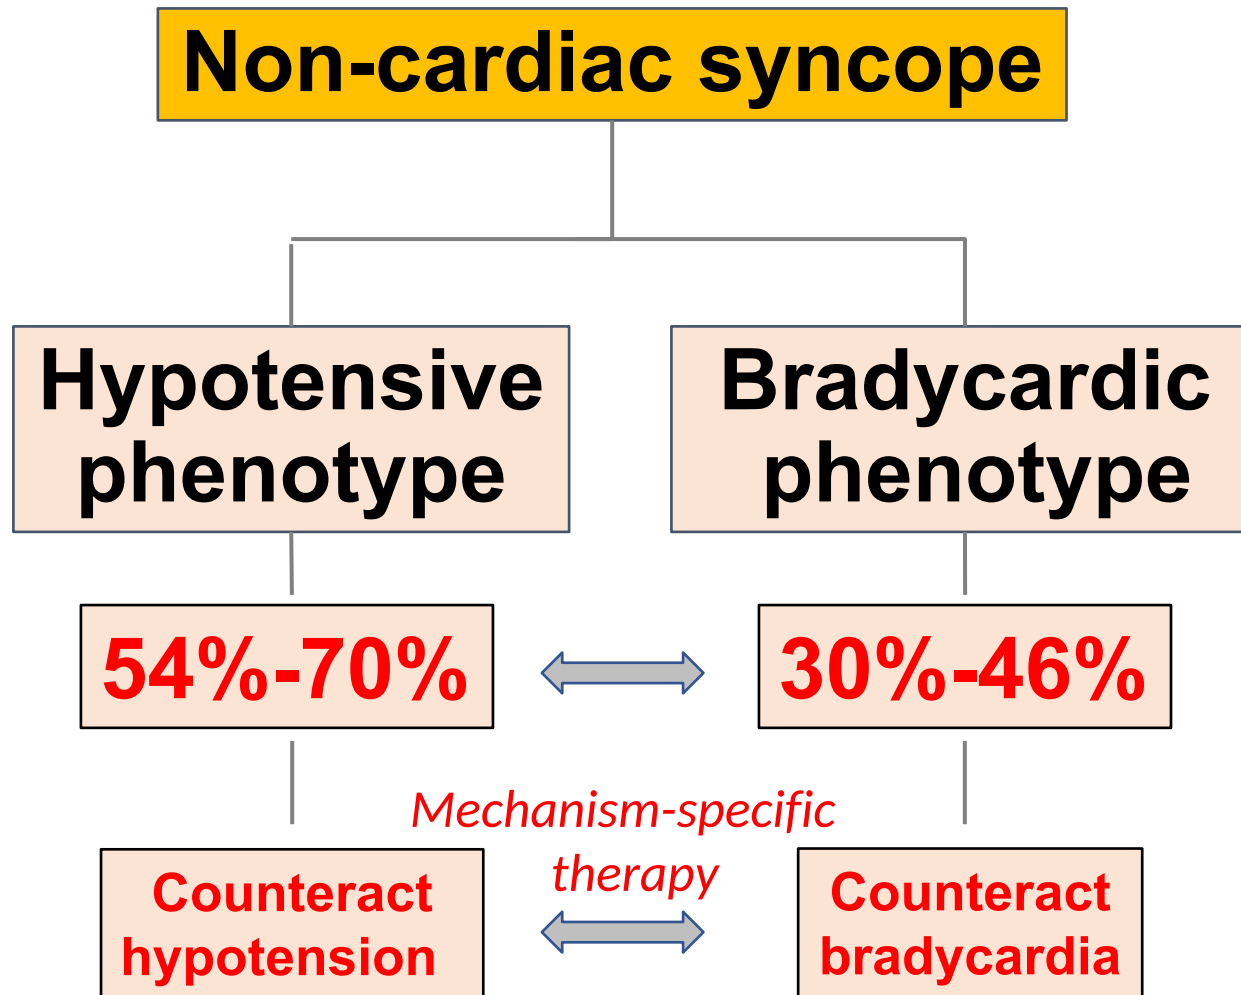 Non-cardiac syncope
Hypotensive
phenotype
Bradycardic
phenotype
54%-70%
30%-46%
Mechanism-specific
therapy
Counteract
hypotension
Counteract
bradycardia